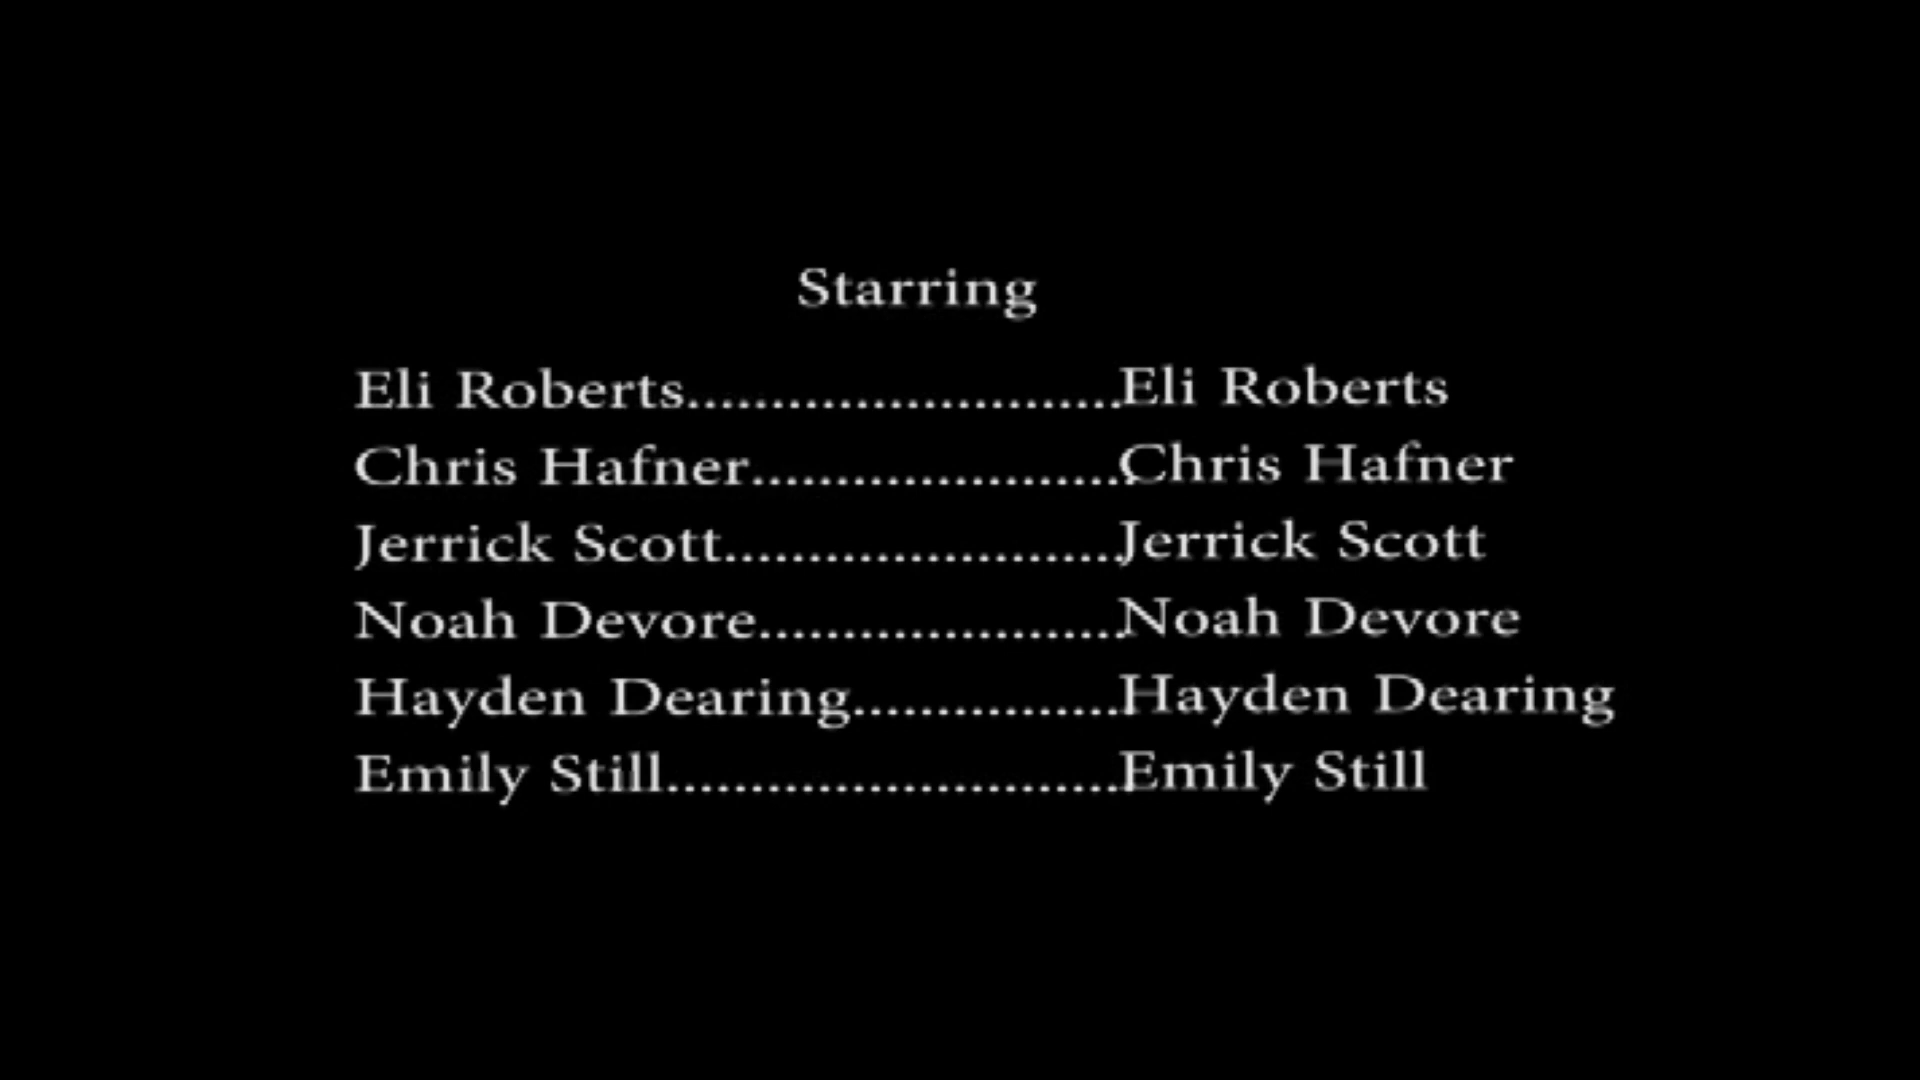 Starring
Eli Roberts..........................Eli Roberts
Chris Hafner.......................Chris Hafner
Jerrick Scott........................Jerrick Scott
Noah Devore......................Noah Devore
Hayden Dearing.................Hayden Dearing
Emily Still............................Emily Still